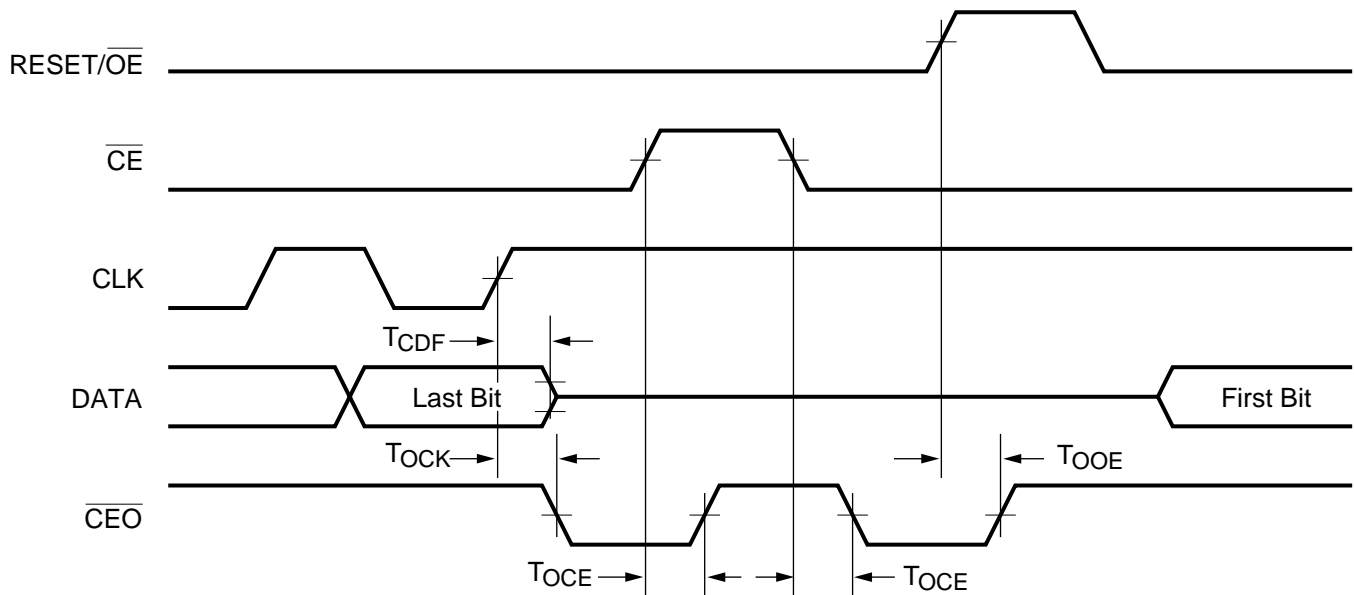 RESET/OE
CE
CLK
TCDF
DATA
Last Bit
First Bit
TOCK
TOOE
CEO
TOCE
TOCE